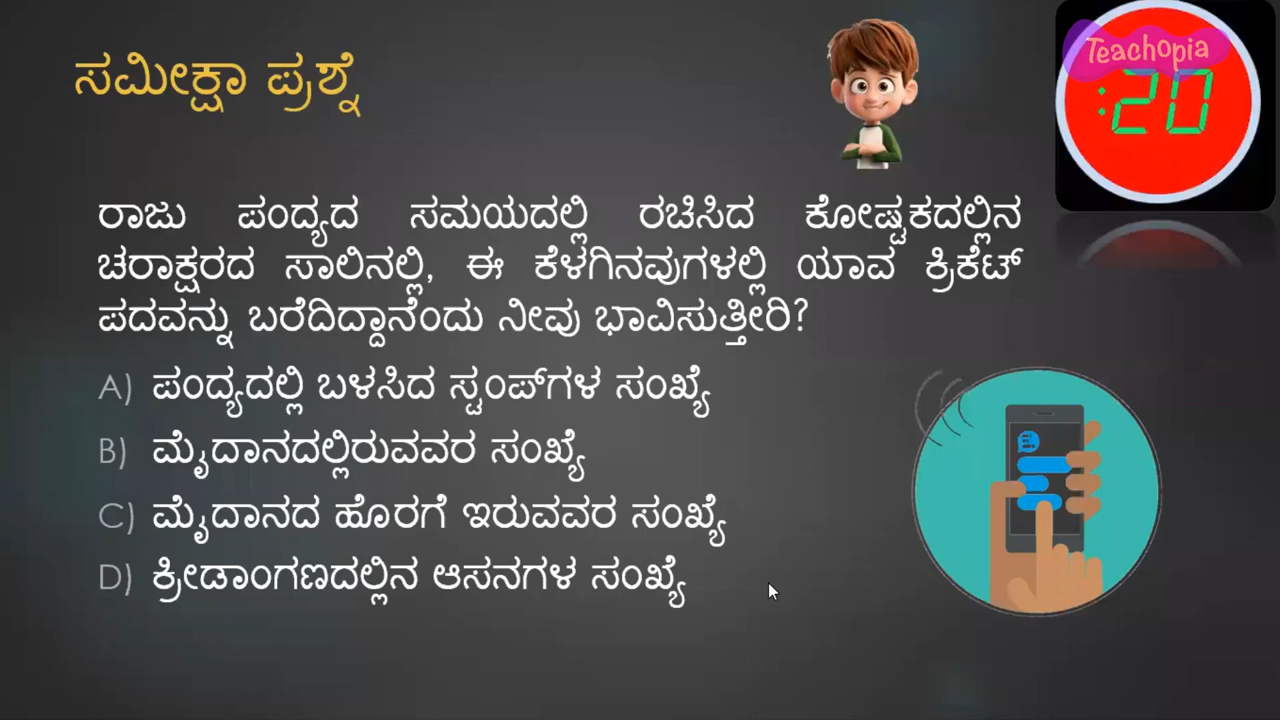 ಸಮೀಕ್ಷಾ ಪ್ರಶ್ನೆ
Teachopia
:20
ರಾಜು ಪಂದ್ಯದ ಸಮಯದಲ್ಲಿ ರಚಿಸಿದ ಕೋಷ್ಟಕದಲ್ಲಿನ
ಚರಾಕ್ಷರದ ಸಾಲಿನಲ್ಲಿ, ಈ ಕೆಳಗಿನವುಗಳಲ್ಲಿ ಯಾವ ಕ್ರಿಕೆಟ್
ಪದವನ್ನು ಬರೆದಿದ್ದಾನೆಂದು ನೀವು ಭಾವಿಸುತ್ತೀರಿ?
A) ಪಂದ್ಯದಲ್ಲಿ ಬಳಸಿದ ಸ್ಟಂಪ್‌ಗಳ ಸಂಖ್ಯೆ
B) ಮೈದಾನದಲ್ಲಿರುವವರ ಸಂಖ್ಯೆ
C) ಮೈದಾನದ ಹೊರಗೆ ಇರುವವರ ಸಂಖ್ಯೆ
D) ಕ್ರೀಡಾಂಗಣದಲ್ಲಿನ ಆಸನಗಳ ಸಂಖ್ಯೆ